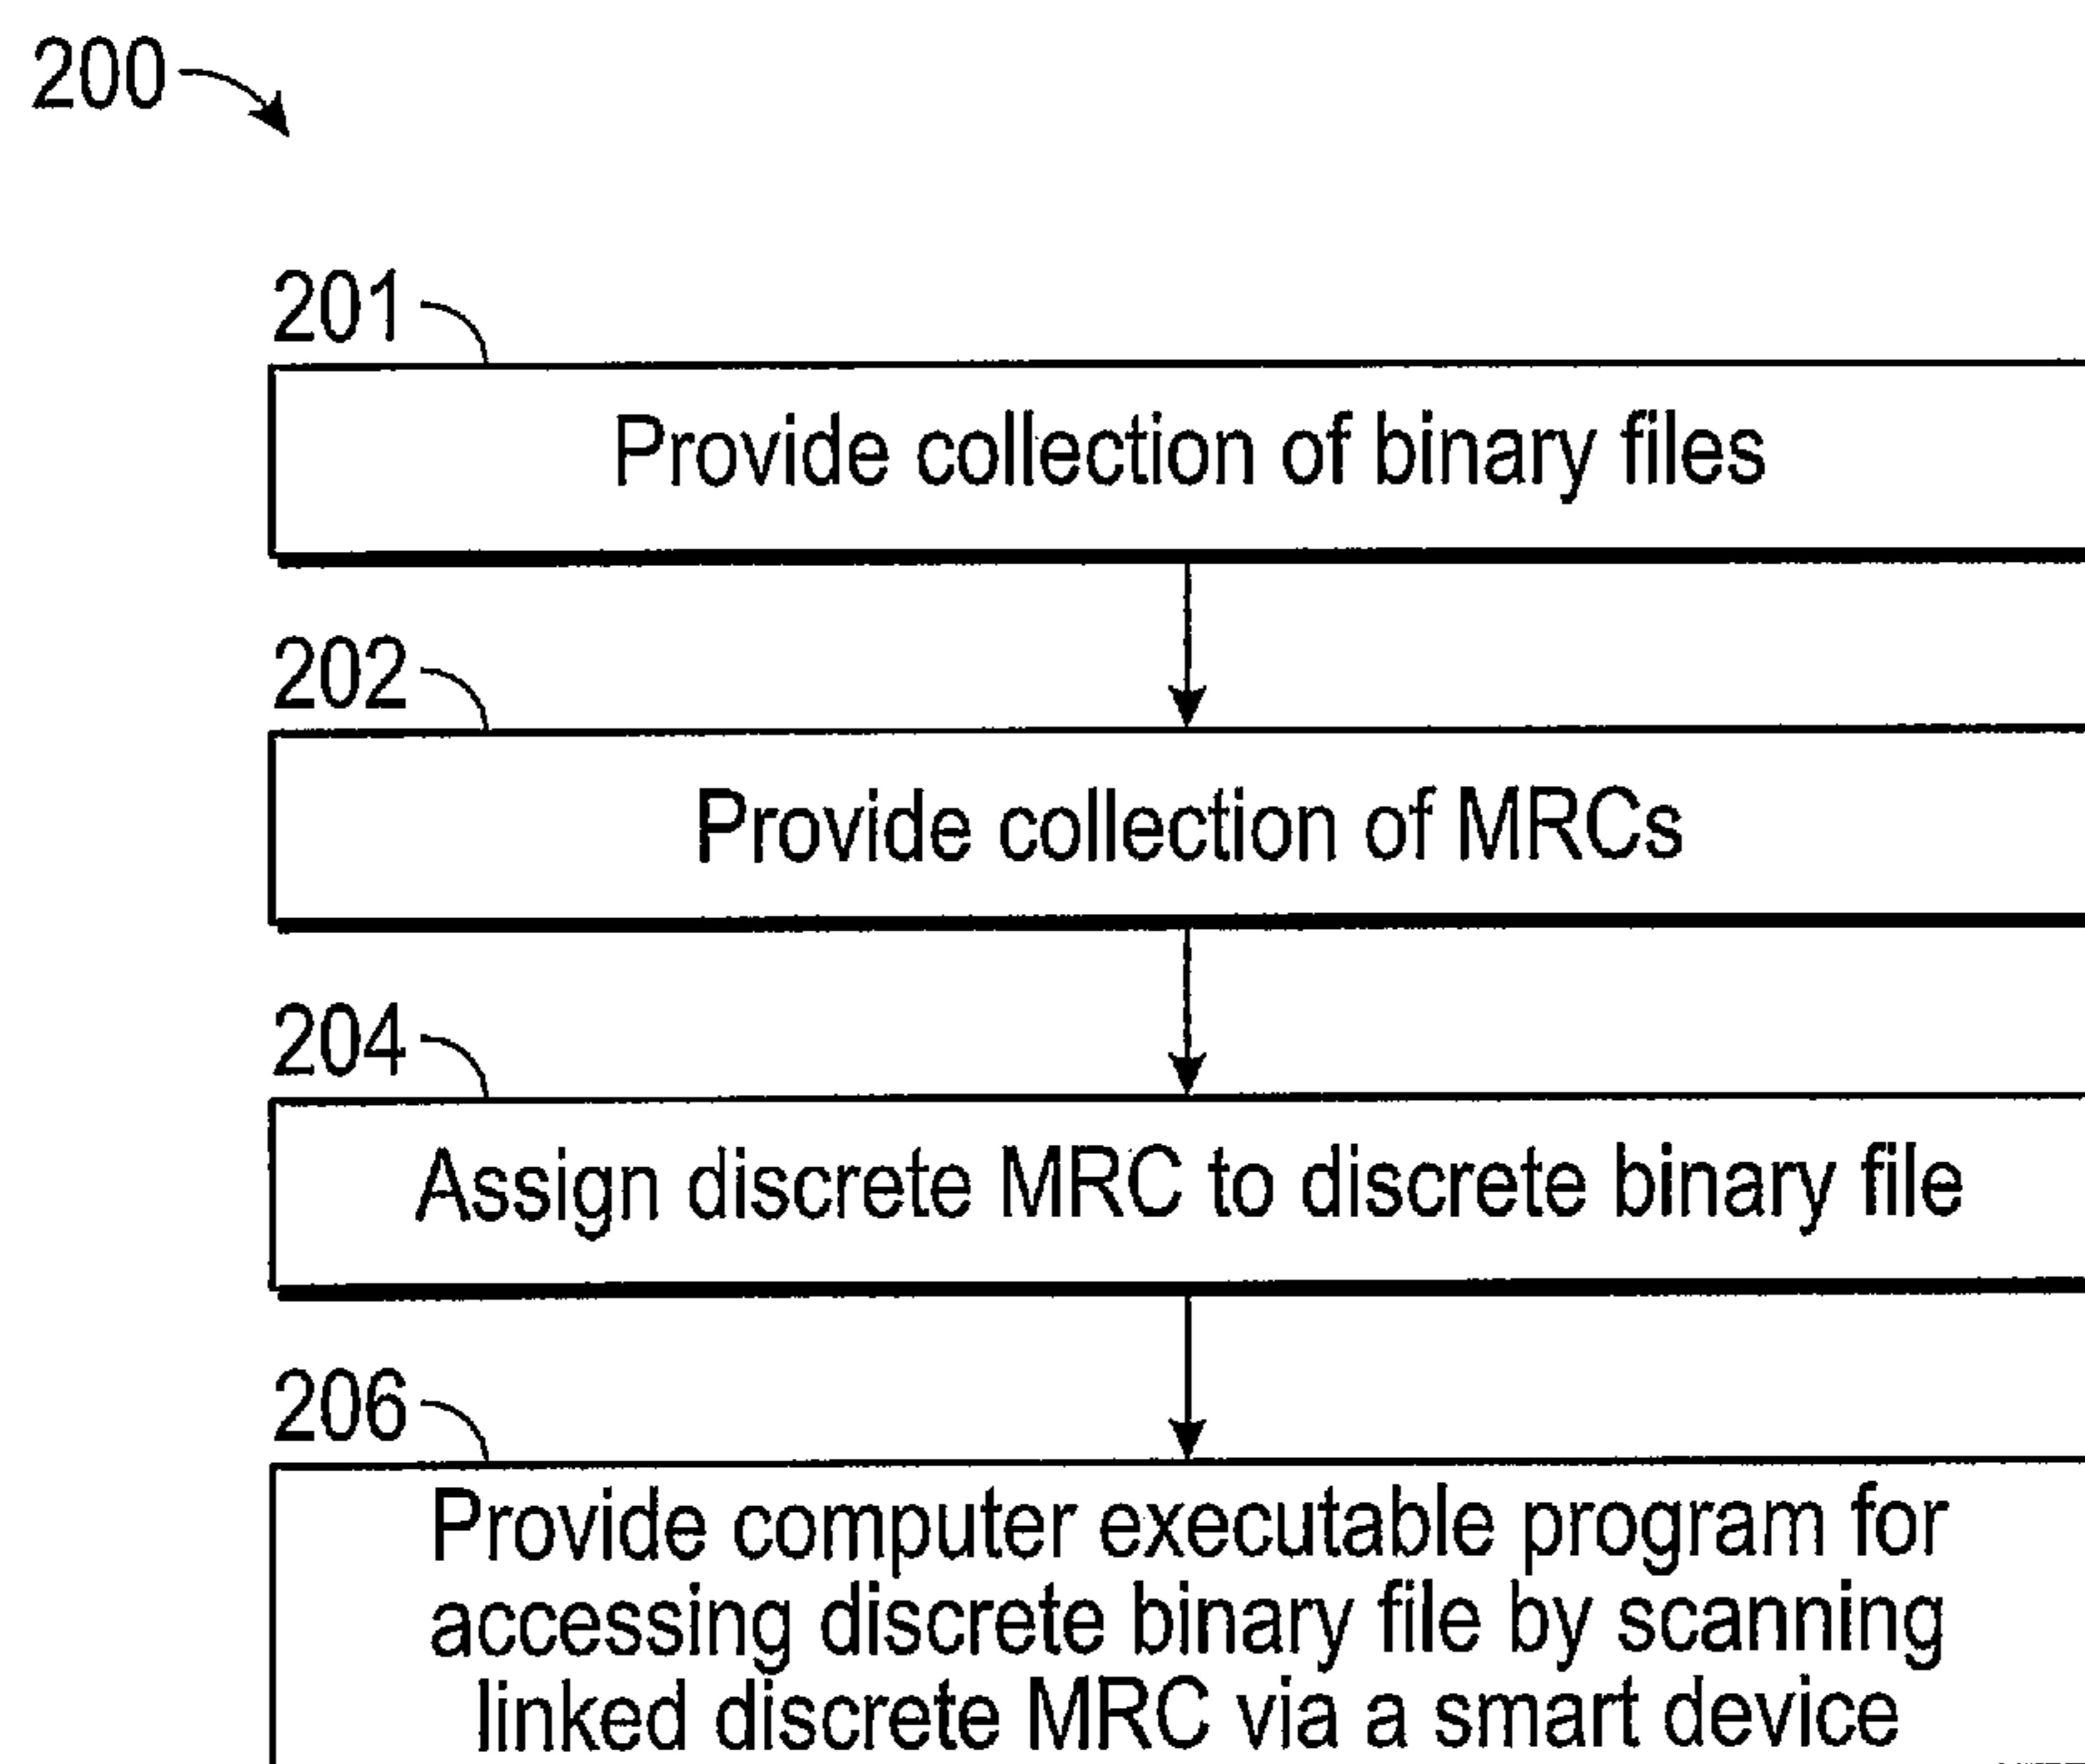 200
201
Provide collection of binary files
202
Provide collection of MRCs
204
Assign discrete MRC to discrete binary file
206
Provide computer executable program for
accessing discrete binary file by scanning
linked discrete MRC via a smart device